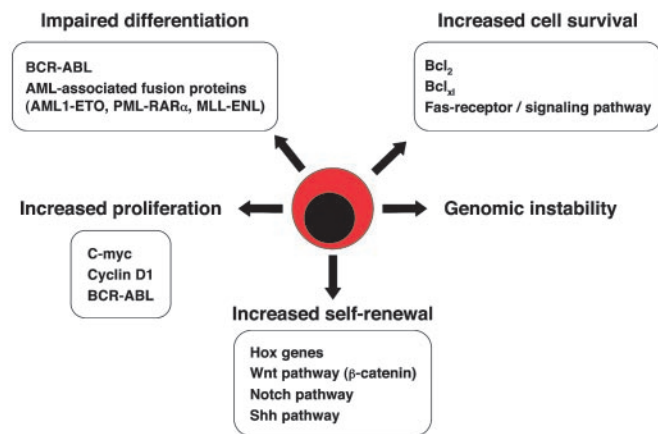 Impaired differentiation
BCR-ABL
AML-associated fusion proteins
(AML1-ETO, PML-RARα, MLL-ENL)
Increased cell survival
Bcl₂
Bclₓₗ
Fas-receptor / signaling pathway
Increased proliferation
C-myc
Cyclin D1
BCR-ABL
Genomic instability
Increased self-renewal
Hox genes
Wnt pathway (β-catenin)
Notch pathway
Shh pathway